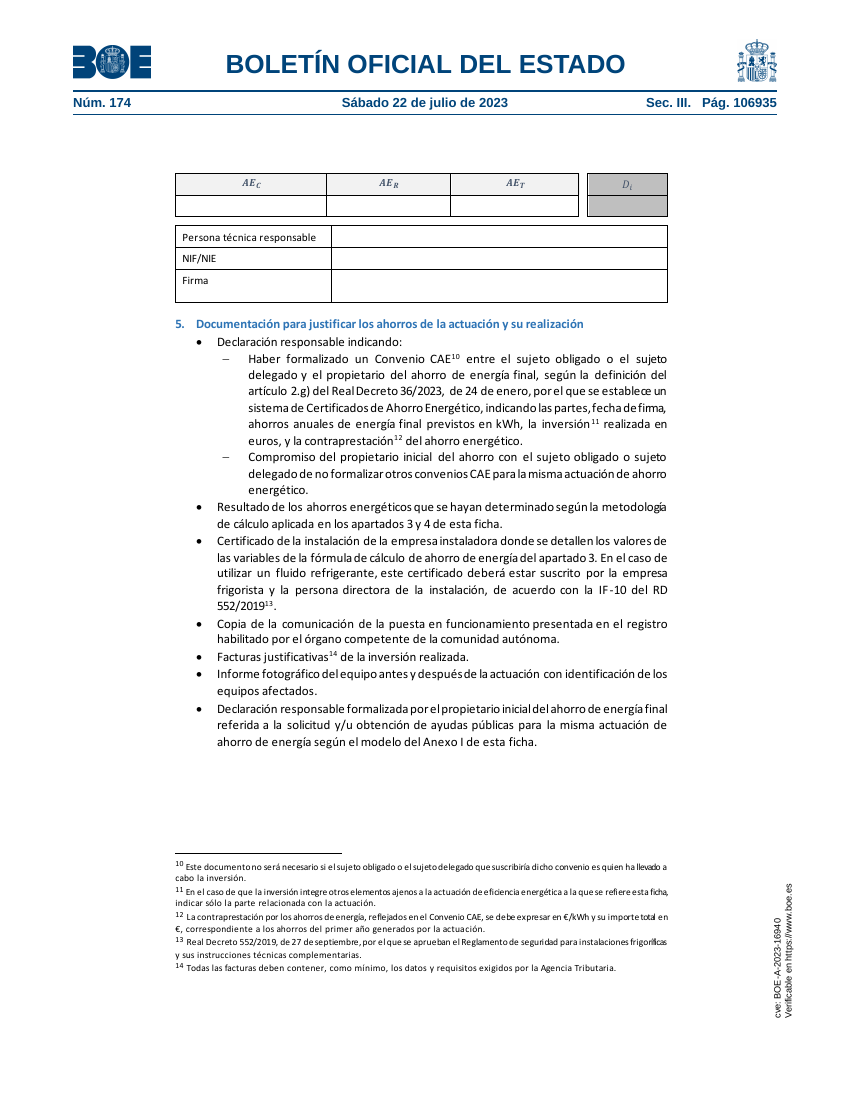 BOE
BOLETÍN OFICIAL DEL ESTADO
Núm. 174 Sábado 22 de julio de 2023 Sec. III. Pág. 106935
AE_C AE_R AE_T D_i
Persona técnica responsable
NIF/NIE
Firma
5. Documentación para justificar los ahorros de la actuación y su realización
• Declaración responsable indicando:
– Haber formalizado un Convenio CAE¹⁰ entre el sujeto obligado o el sujeto
delegado y el propietario del ahorro de energía final, según la definición del
artículo 2.g) del Real Decreto 36/2023, de 24 de enero, por el que se establece un
sistema de Certificados de Ahorro Energético, indicando las partes, fecha de firma,
ahorros anuales de energía final previstos en kWh, la inversión¹¹ realizada en
euros, y la contraprestación¹² del ahorro energético.
– Compromiso del propietario inicial del ahorro con el sujeto obligado o sujeto
delegado de no formalizar otros convenios CAE para la misma actuación de ahorro
energético.
• Resultado de los ahorros energéticos que se hayan determinado según la metodología
de cálculo aplicada en los apartados 3 y 4 de esta ficha.
• Certificado de la instalación de la empresa instaladora donde se detallen los valores de
las variables de la fórmula de cálculo de ahorro de energía del apartado 3. En el caso de
utilizar un fluido refrigerante, este certificado deberá estar suscrito por la empresa
frigorista y la persona directora de la instalación, de acuerdo con la IF-10 del RD
552/2019¹³.
• Copia de la comunicación de la puesta en funcionamiento presentada en el registro
habilitado por el órgano competente de la comunidad autónoma.
• Facturas justificativas¹⁴ de la inversión realizada.
• Informe fotográfico del equipo antes y después de la actuación con identificación de los
equipos afectados.
• Declaración responsable formalizada por el propietario inicial del ahorro de energía final
referida a la solicitud y/u obtención de ayudas públicas para la misma actuación de
ahorro de energía según el modelo del Anexo I de esta ficha.
¹⁰ Este documento no será necesario si el sujeto obligado o el sujeto delegado que suscribiría dicho convenio es quien ha llevado a
cabo la inversión.
¹¹ En el caso de que la inversión integre otros elementos ajenos a la actuación de eficiencia energética a la que se refiere esta ficha,
indicar sólo la parte relacionada con la actuación.
¹² La contraprestación por los ahorros de energía, reflejados en el Convenio CAE, se debe expresar en €/kWh y su importe total en
€, correspondiente a los ahorros del primer año generados por la actuación.
¹³ Real Decreto 552/2019, de 27 de septiembre, por el que se aprueban el Reglamento de seguridad para instalaciones frigoríficas
y sus instrucciones técnicas complementarias.
¹⁴ Todas las facturas deben contener, como mínimo, los datos y requisitos exigidos por la Agencia Tributaria.
cve: BOE-A-2023-16940
Verificable en https://www.boe.es